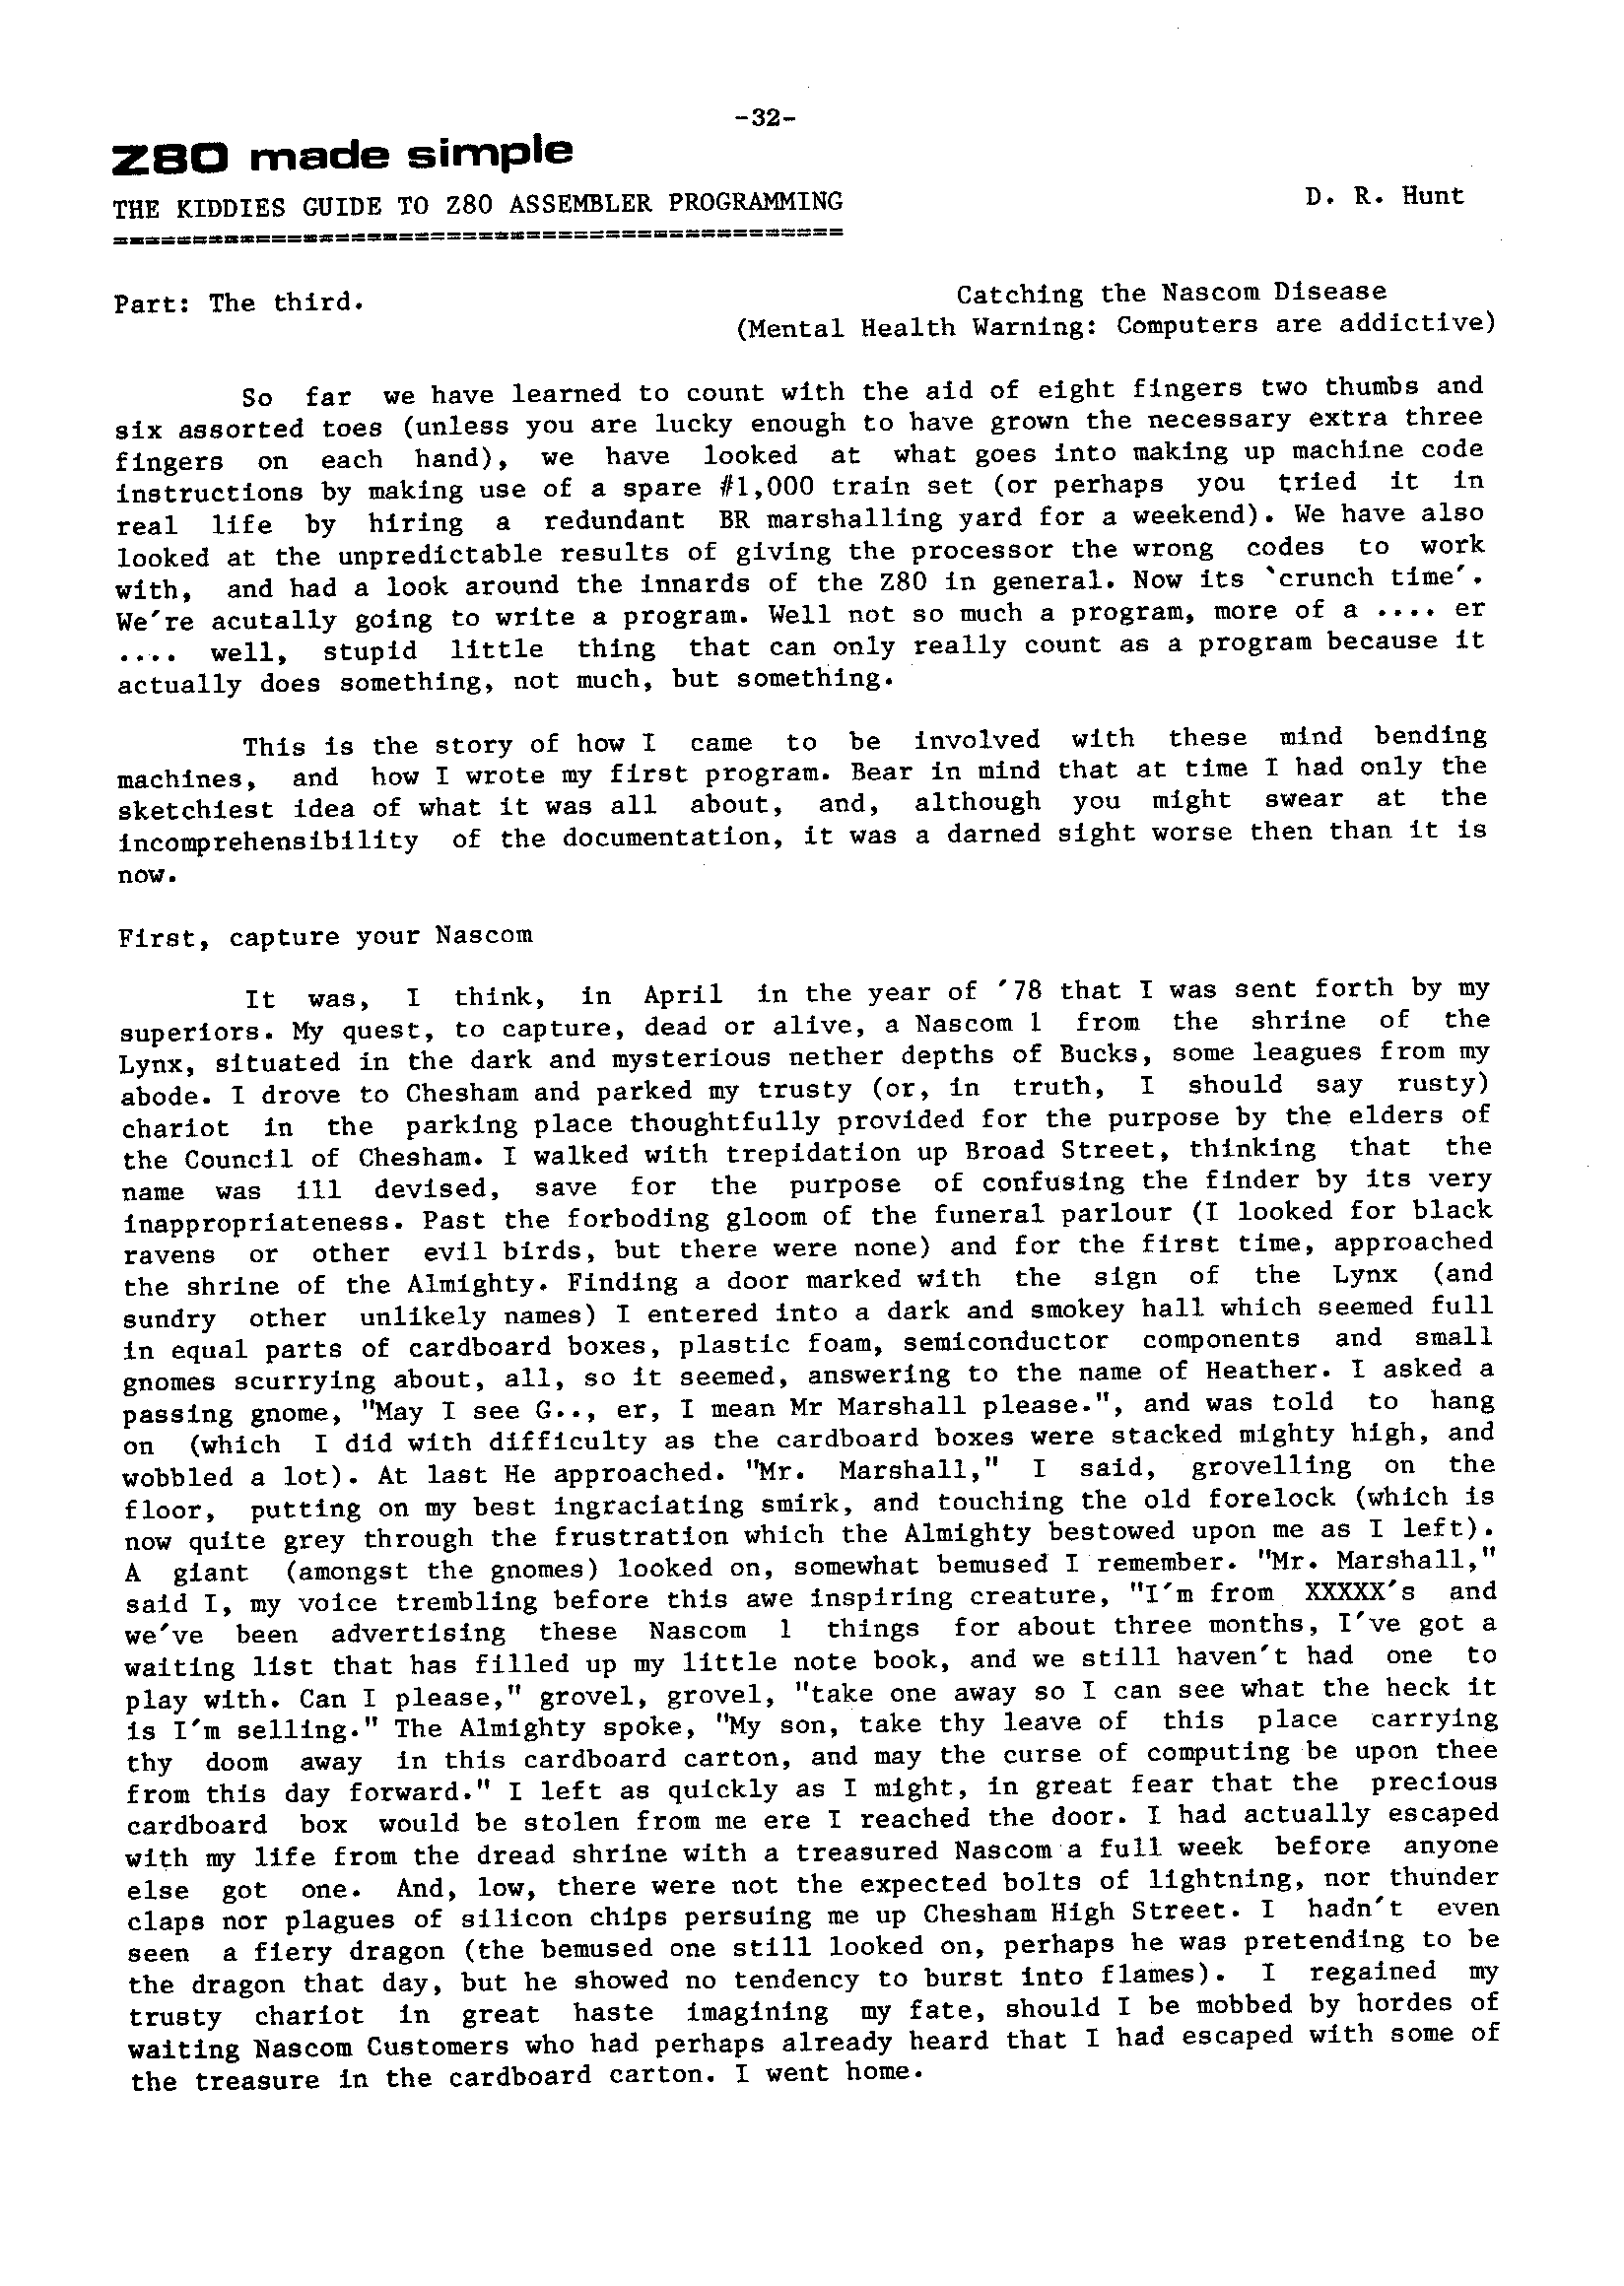 -32-
Z80 made simple
THE KIDDIES GUIDE TO Z80 ASSEMBLER PROGRAMMING D. R. Hunt
==============================================
Part: The third. Catching the Nascom Disease
(Mental Health Warning: Computers are addictive)
So far we have learned to count with the aid of eight fingers two thumbs and
six assorted toes (unless you are lucky enough to have grown the necessary extra three
fingers on each hand), we have looked at what goes into making up machine code
instructions by making use of a spare #1,000 train set (or perhaps you tried it in
real life by hiring a redundant BR marshalling yard for a weekend). We have also
looked at the unpredictable results of giving the processor the wrong codes to work
with, and had a look around the innards of the Z80 in general. Now its `crunch time'.
We're acutally going to write a program. Well not so much a program, more of a .... er
.... well, stupid little thing that can only really count as a program because it
actually does something, not much, but something.
This is the story of how I came to be involved with these mind bending
machines, and how I wrote my first program. Bear in mind that at time I had only the
sketchiest idea of what it was all about, and, although you might swear at the
incomprehensibility of the documentation, it was a darned sight worse then than it is
now.
First, capture your Nascom
It was, I think, in April in the year of '78 that I was sent forth by my
superiors. My quest, to capture, dead or alive, a Nascom 1 from the shrine of the
Lynx, situated in the dark and mysterious nether depths of Bucks, some leagues from my
abode. I drove to Chesham and parked my trusty (or, in truth, I should say rusty)
chariot in the parking place thoughtfully provided for the purpose by the elders of
the Council of Chesham. I walked with trepidation up Broad Street, thinking that the
name was ill devised, save for the purpose of confusing the finder by its very
inappropriateness. Past the forboding gloom of the funeral parlour (I looked for black
ravens or other evil birds, but there were none) and for the first time, approached
the shrine of the Almighty. Finding a door marked with the sign of the Lynx (and
sundry other unlikely names) I entered into a dark and smokey hall which seemed full
in equal parts of cardboard boxes, plastic foam, semiconductor components and small
gnomes scurrying about, all, so it seemed, answering to the name of Heather. I asked a
passing gnome, "May I see G.., er, I mean Mr Marshall please.", and was told to hang
on (which I did with difficulty as the cardboard boxes were stacked mighty high, and
wobbled a lot). At last He approached. "Mr. Marshall," I said, grovelling on the
floor, putting on my best ingraciating smirk, and touching the old forelock (which is
now quite grey through the frustration which the Almighty bestowed upon me as I left).
A giant (amongst the gnomes) looked on, somewhat bemused I remember. "Mr. Marshall,"
said I, my voice trembling before this awe inspiring creature, "I'm from XXXXX's and
we've been advertising these Nascom 1 things for about three months, I've got a
waiting list that has filled up my little note book, and we still haven't had one to
play with. Can I please," grovel, grovel, "take one away so I can see what the heck it
is I'm selling." The Almighty spoke, "My son, take thy leave of this place carrying
thy doom away in this cardboard carton, and may the curse of computing be upon thee
from this day forward." I left as quickly as I might, in great fear that the precious
cardboard box would be stolen from me ere I reached the door. I had actually escaped
with my life from the dread shrine with a treasured Nascom a full week before anyone
else got one. And, low, there were not the expected bolts of lightning, nor thunder
claps nor plagues of silicon chips persuing me up Chesham High Street. I hadn't even
seen a fiery dragon (the bemused one still looked on, perhaps he was pretending to be
the dragon that day, but he showed no tendency to burst into flames). I regained my
trusty chariot in great haste imagining my fate, should I be mobbed by hordes of
waiting Nascom Customers who had perhaps already heard that I had escaped with some of
the treasure in the cardboard carton. I went home.